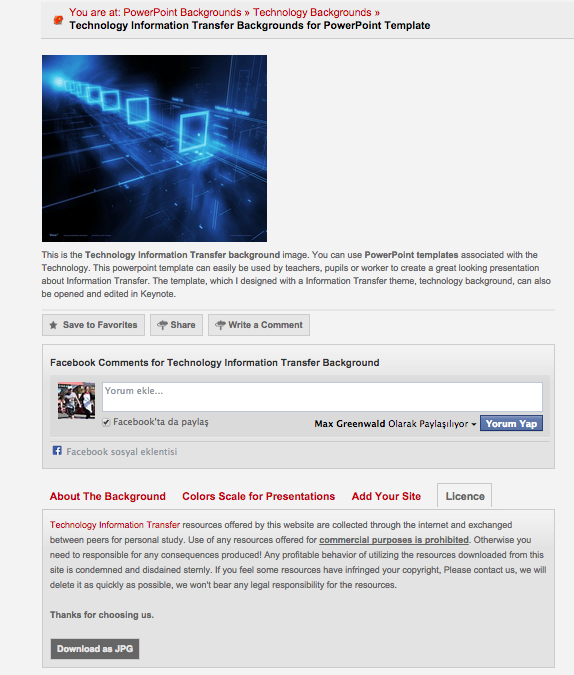 You are at: PowerPoint Backgrounds » Technology Backgrounds »
Technology Information Transfer Backgrounds for PowerPoint Template
Information Transfer
This is the Technology Information Transfer background image. You can use PowerPoint templates associated with the
Technology. This powerpoint template can easily be used by teachers, pupils or worker to create a great looking presentation
about Information Transfer. The template, which I designed with a Information Transfer theme, technology background, can also
be opened and edited in Keynote.
Save to Favorites
Share
Write a Comment
Facebook Comments for Technology Information Transfer Background
Yorum ekle...
Facebook'ta da paylaş
Max Greenwald Olarak Paylaşılıyor
Yorum Yap
Facebook sosyal eklentisi
About The Background
Colors Scale for Presentations
Add Your Site
Licence
Technology Information Transfer resources offered by this website are collected through the internet and exchanged
between peers for personal study. Use of any resources offered for commercial purposes is prohibited. Otherwise you
need to responsible for any consequences produced! Any profitable behavior of utilizing the resources downloaded from this
site is condemned and disdained sternly. If you feel some resources have infringed your copyright, Please contact us, we will
delete it as quickly as possible, we won't bear any legal responsibility for the resources.
Thanks for choosing us.
Download as JPG